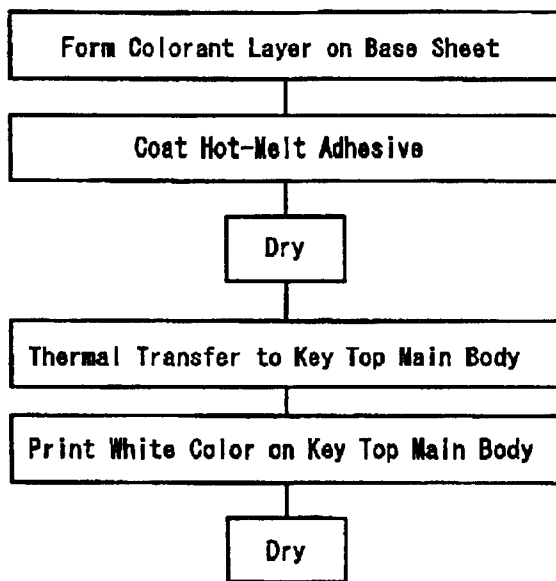 Form Colorant Layer on Base Sheet
Coat Hot-Melt Adhesive
Dry
Thermal Transfer to Key Top Main Body
Print White Color on Key Top Main Body
Dry